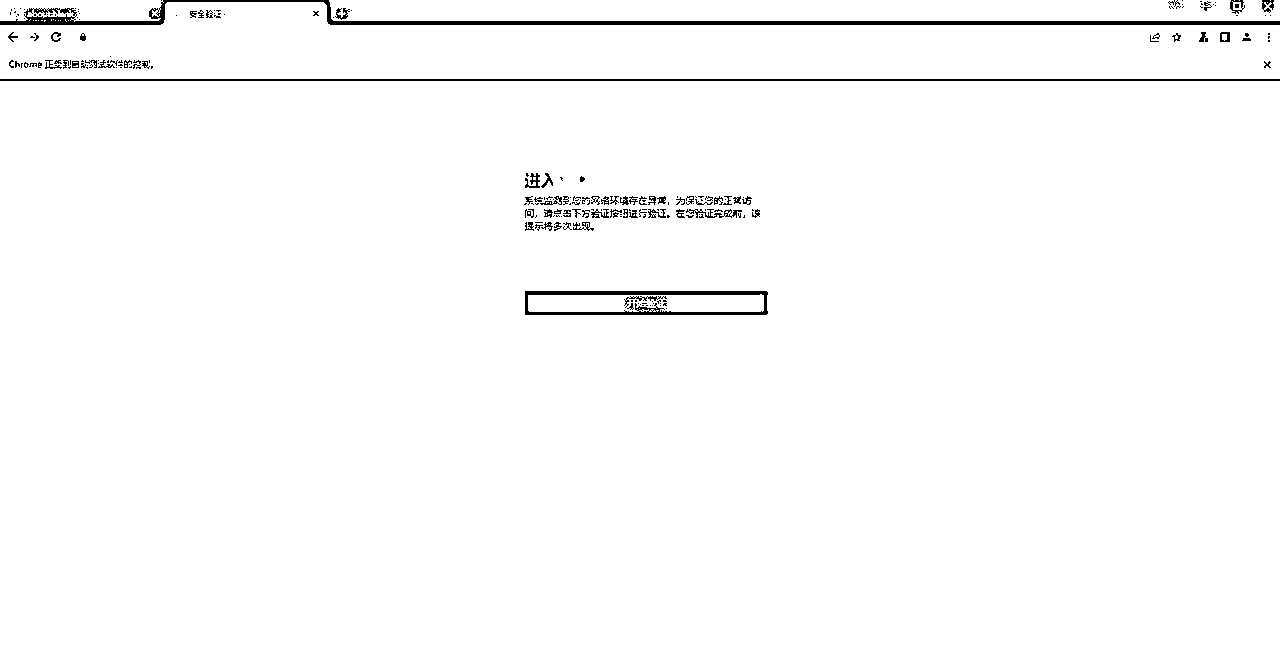 安全验证
Chrome 正受到自动测试软件的控制。
进入
系统监测到您的网络环境存在异常，为保证您的正常访
问，请点击下方验证按钮进行验证。在您验证完成前，该
提示将多次出现。